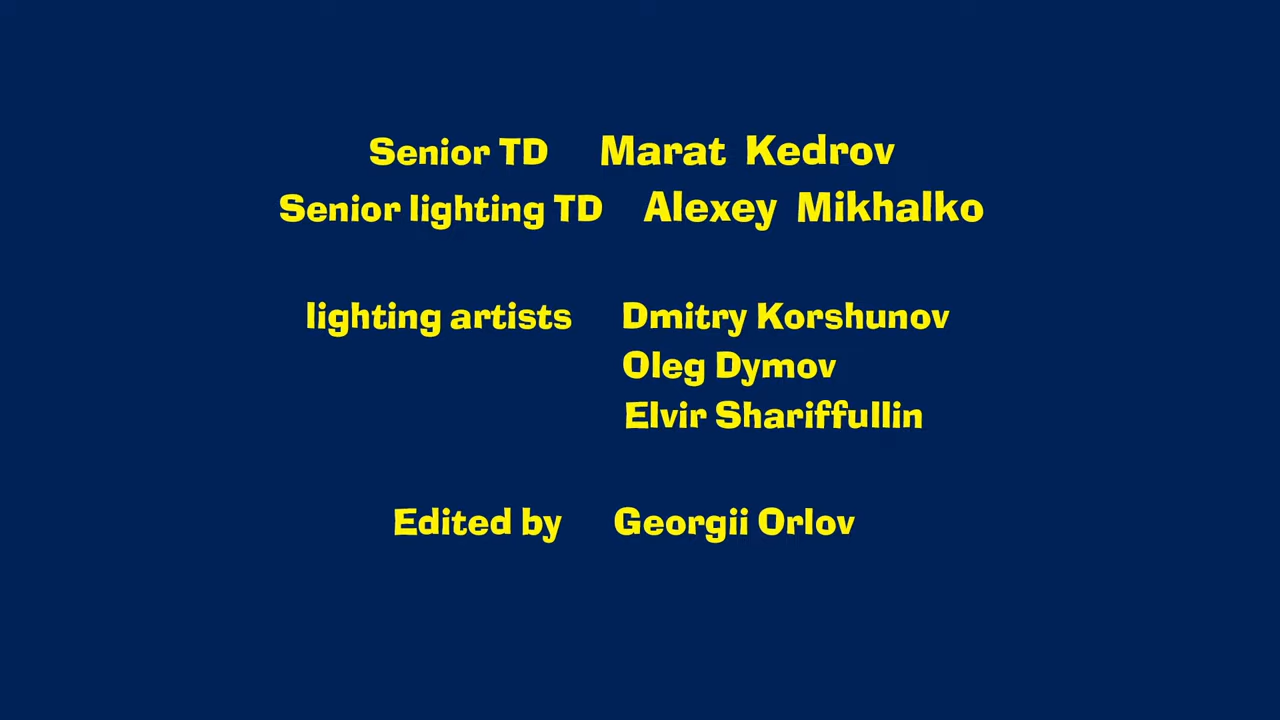 Senior TD Marat Kedrov
Senior lighting TD Alexey Mikhalko
lighting artists Dmitry Korshunov
Oleg Dymov
Elvir Shariffullin
Edited by Georgii Orlov